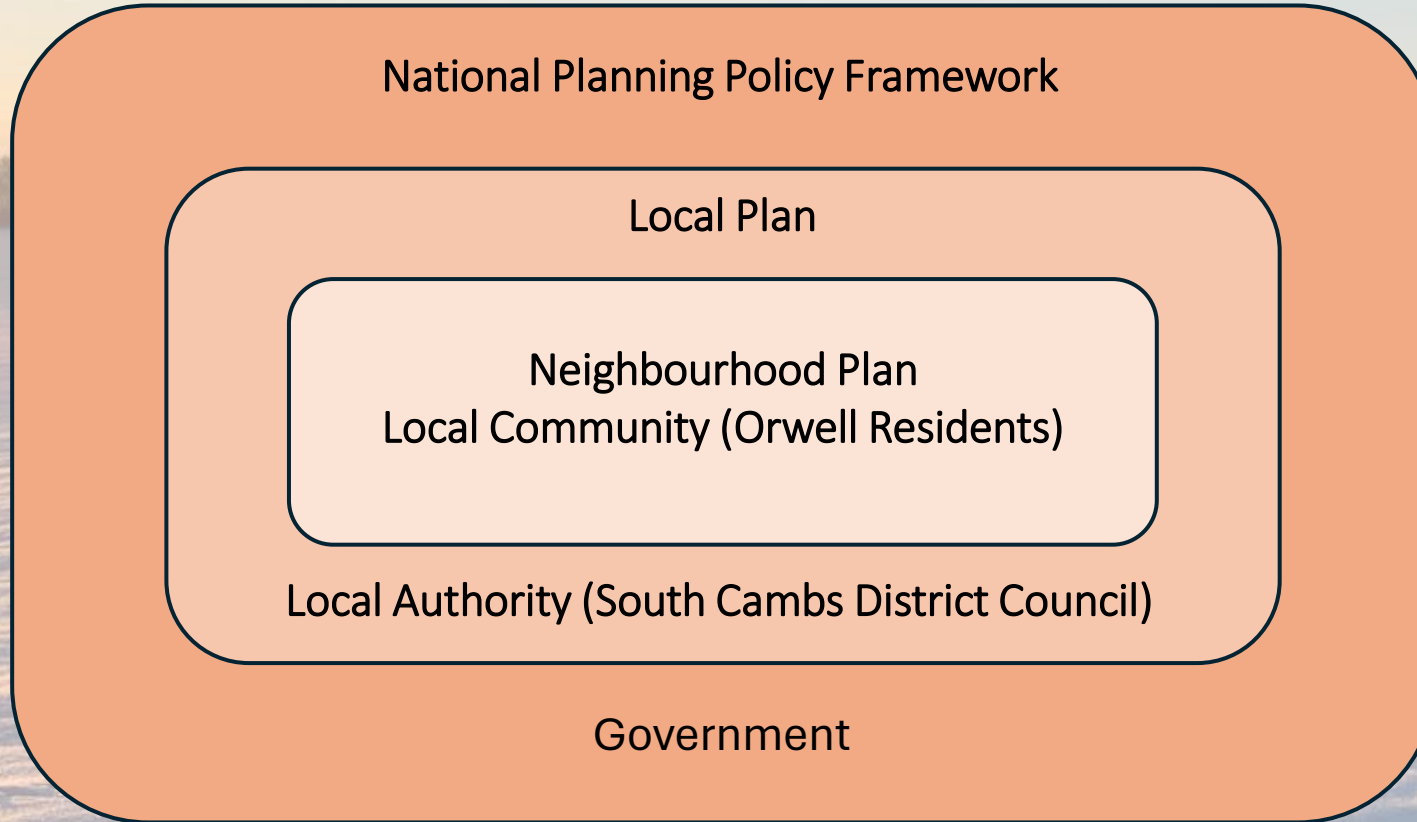 National Planning Policy Framework
Local Plan
Neighbourhood Plan
Local Community (Orwell Residents)
Local Authority (South Cambs District Council)
Government